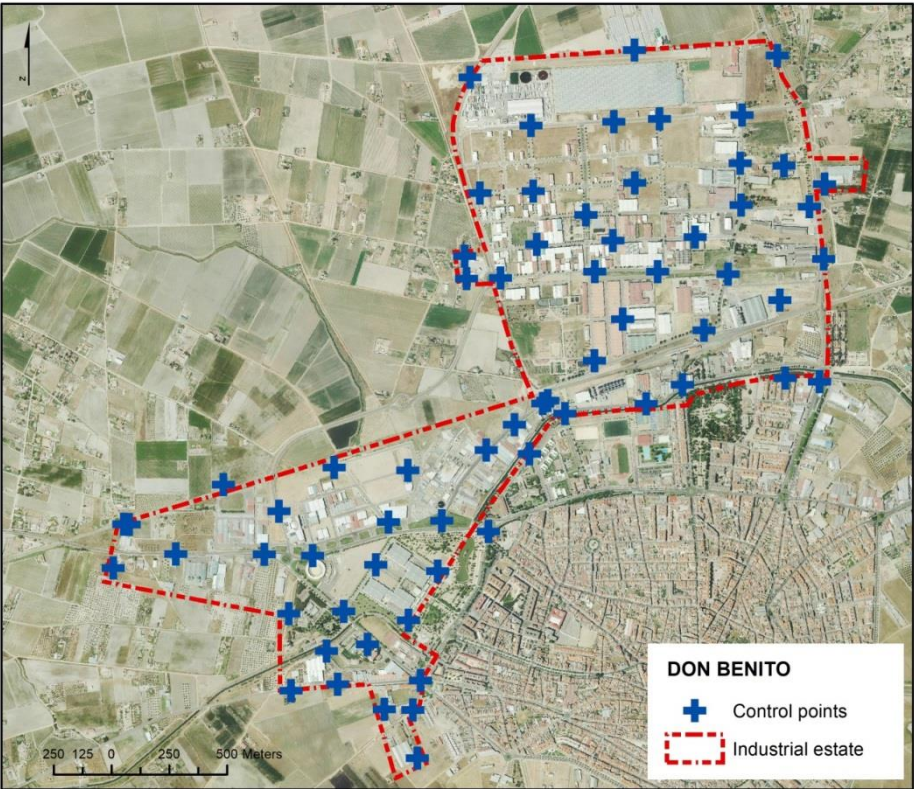 N
DON BENITO
Control points
Industrial estate
250 125 0 250 500 Meters